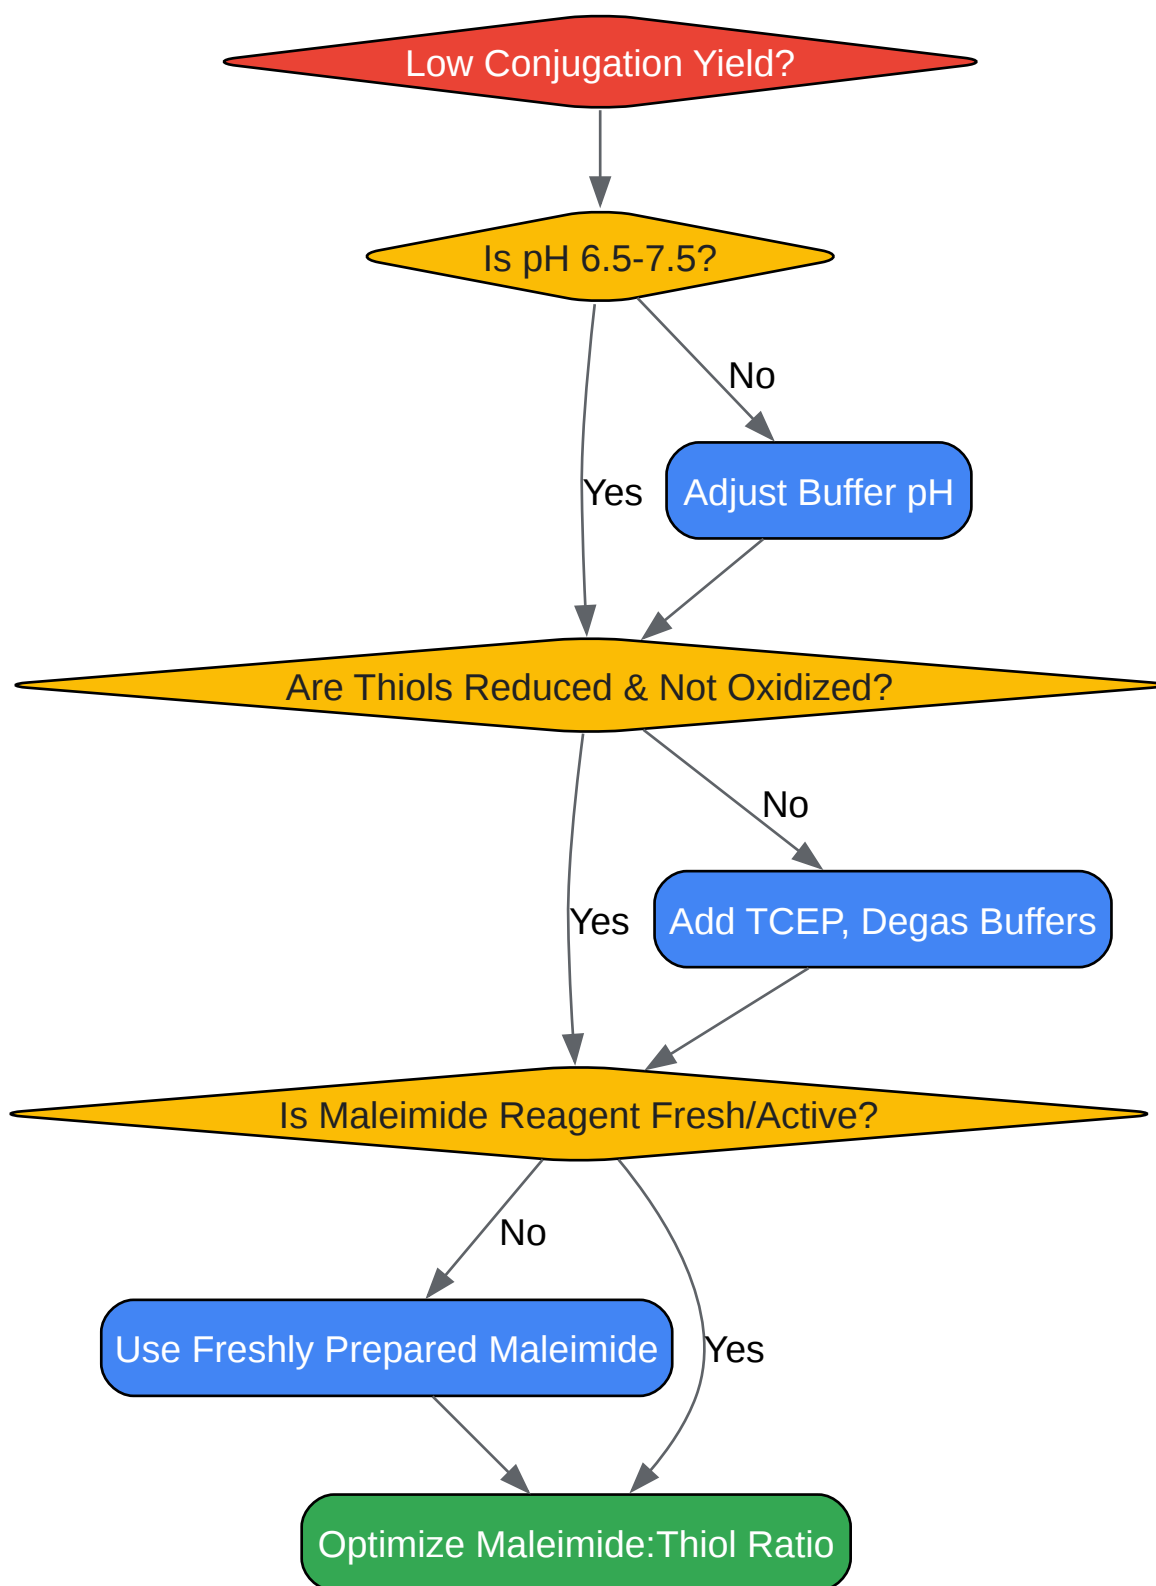 Low Conjugation Yield?
Is pH 6.5-7.5?
No
Yes
Adjust Buffer pH
Are Thiols Reduced & Not Oxidized?
No
Yes
Add TCEP, Degas Buffers
Is Maleimide Reagent Fresh/Active?
No
Use Freshly Prepared Maleimide
Yes
Optimize Maleimide:Thiol Ratio